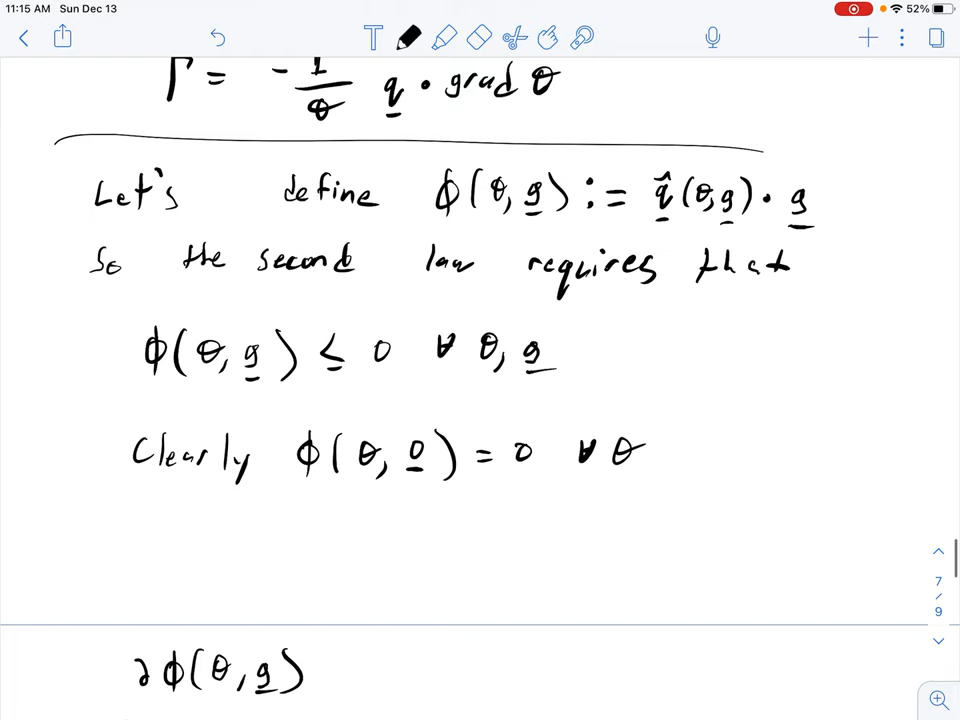 11:15 AM Sun Dec 13
52%
Γ = - 1/θ q · grad θ
Let's define ϕ(θ, g) := q̂(θ, g) · g
So the second law requires that
ϕ(θ, g) ≤ 0 ∀ θ, g
Clearly ϕ(θ, 0) = 0 ∀ θ
7
/
9
∂ϕ(θ, g)